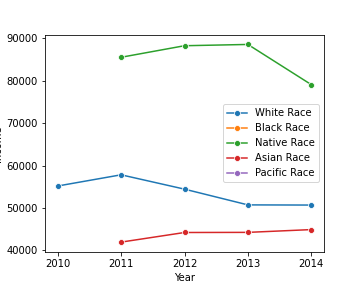 90000
80000
70000
60000
50000
40000
White Race
Black Race
Native Race
Asian Race
Pacific Race
2010 2011 2012 2013 2014
Year